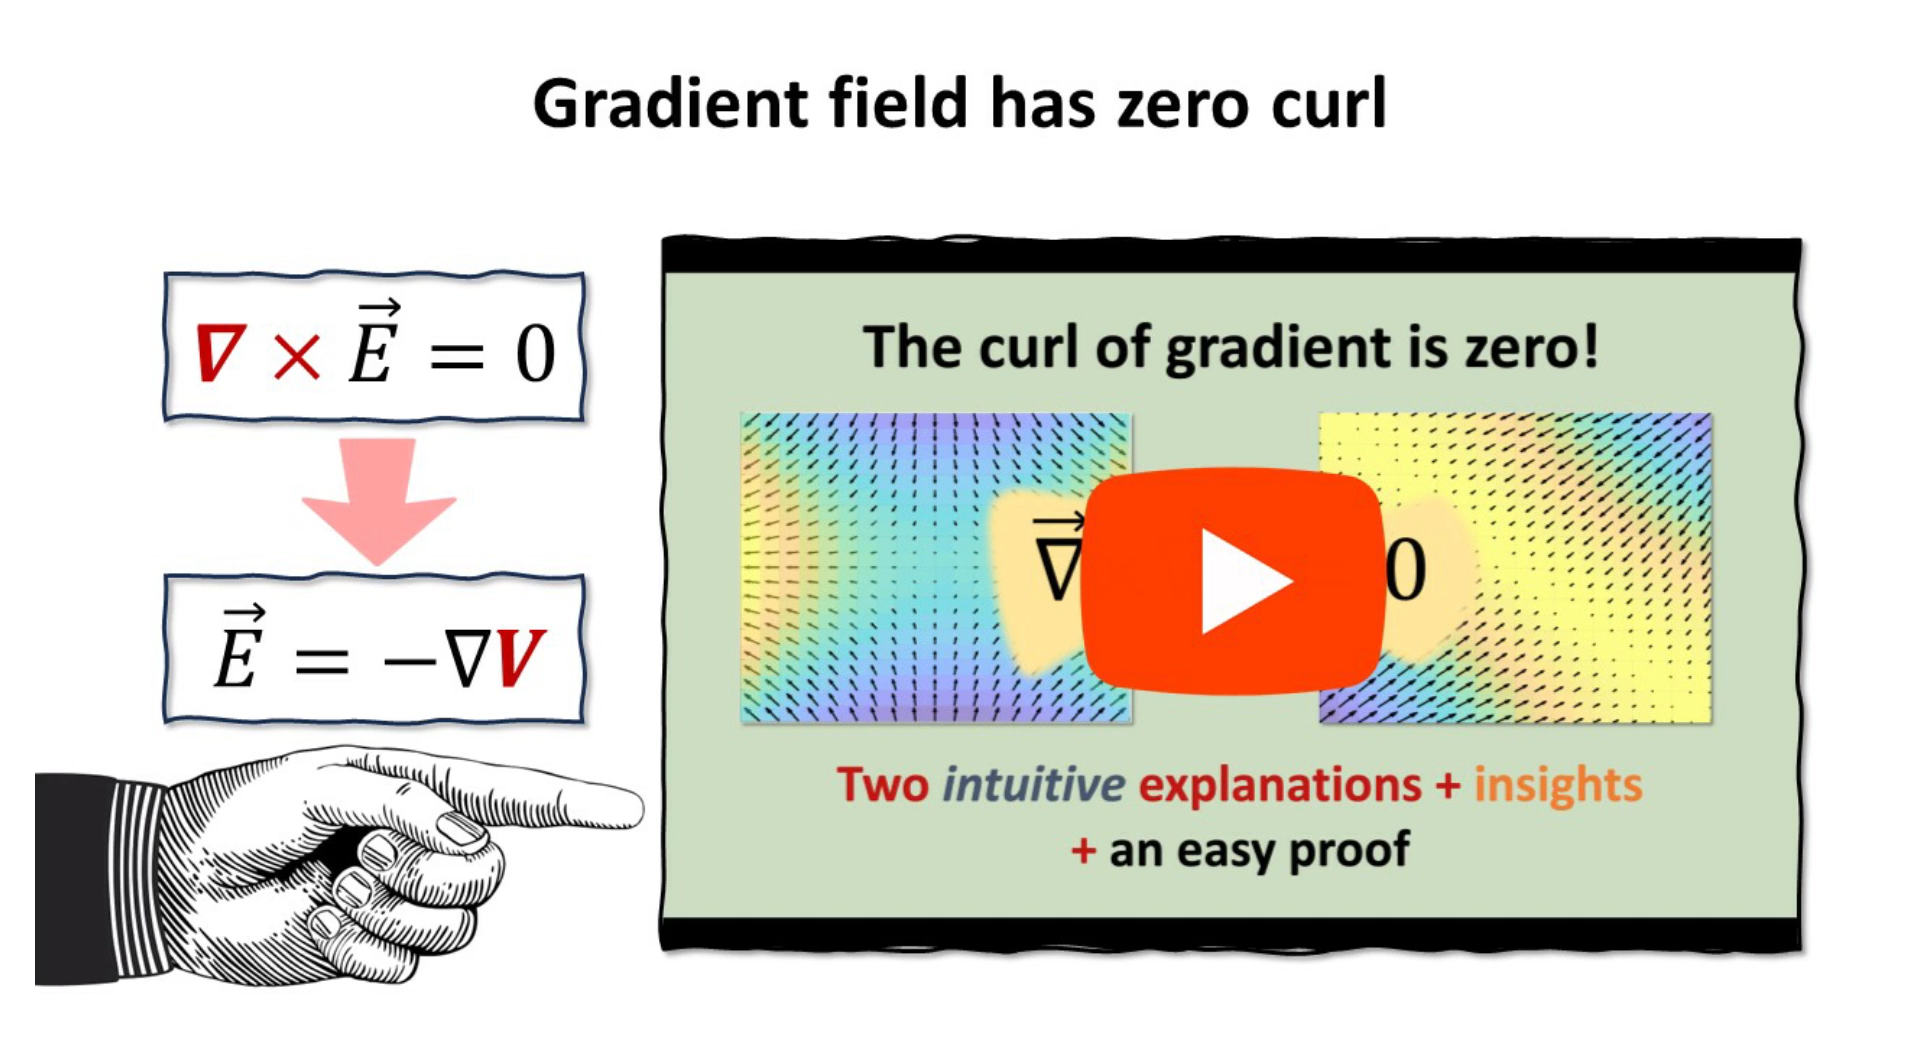 Gradient field has zero curl
∇ × E⃗ = 0
E⃗ = −∇V
The curl of gradient is zero!
∇⃗ 0
Two intuitive explanations + insights
+ an easy proof